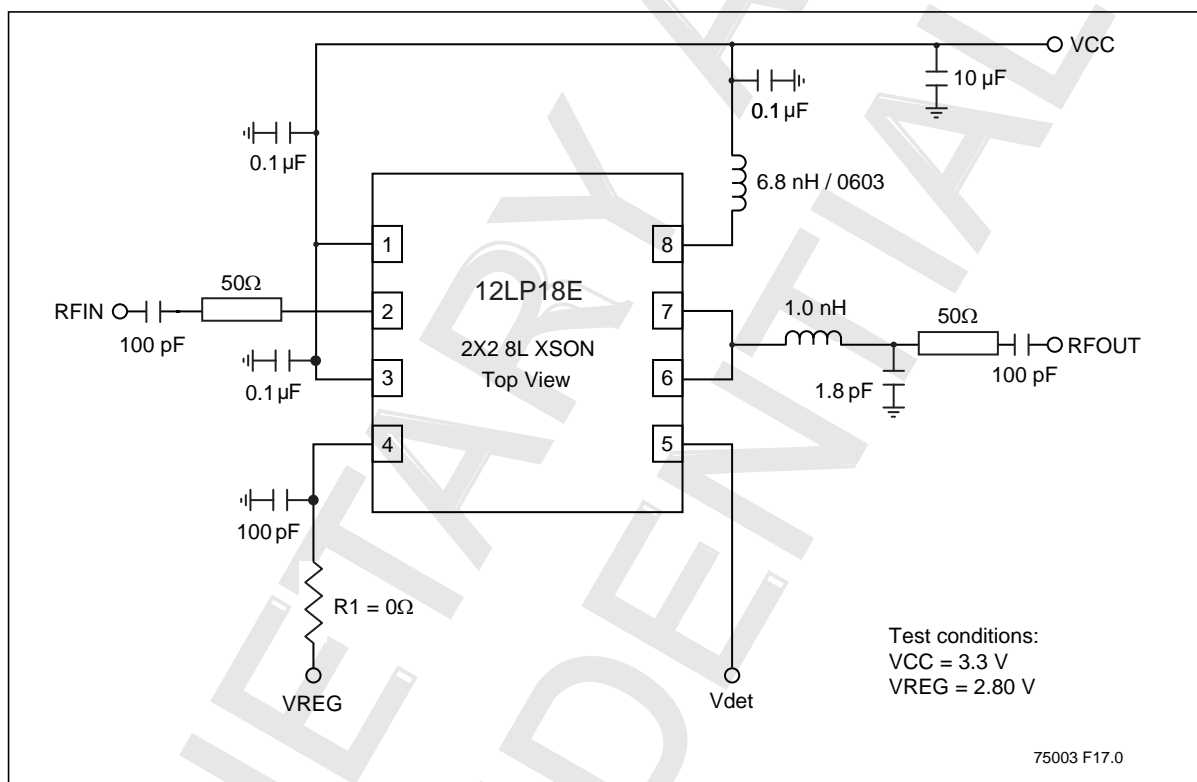 VCC
10 µF
0.1 µF
0.1 µF
6.8 nH / 0603
1
8
50Ω
12LP18E
RFIN
2
7
1.0 nH
50Ω
100 pF
2X2 8L XSON
RFOUT
0.1 µF
3
Top View
6
1.8 pF
100 pF
4
5
100 pF
R1 = 0Ω
VREG
Vdet
Test conditions:
VCC = 3.3 V
VREG = 2.80 V
75003 F17.0